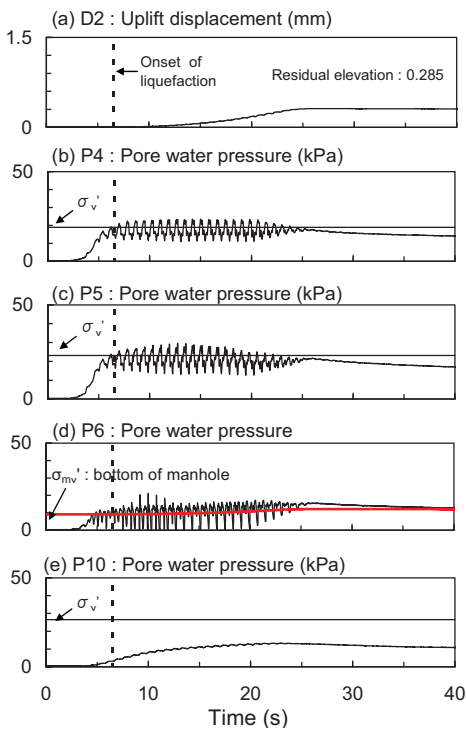 (a) D2 : Uplift displacement (mm)
1.5
Onset of
liquefaction
Residual elevation : 0.285
0
(b) P4 : Pore water pressure (kPa)
50
σv'
0
(c) P5 : Pore water pressure (kPa)
50
σv'
0
(d) P6 : Pore water pressure
50
σmv' : bottom of manhole
0
(e) P10 : Pore water pressure (kPa)
50
σv'
0
0 10 20 30 40
Time (s)